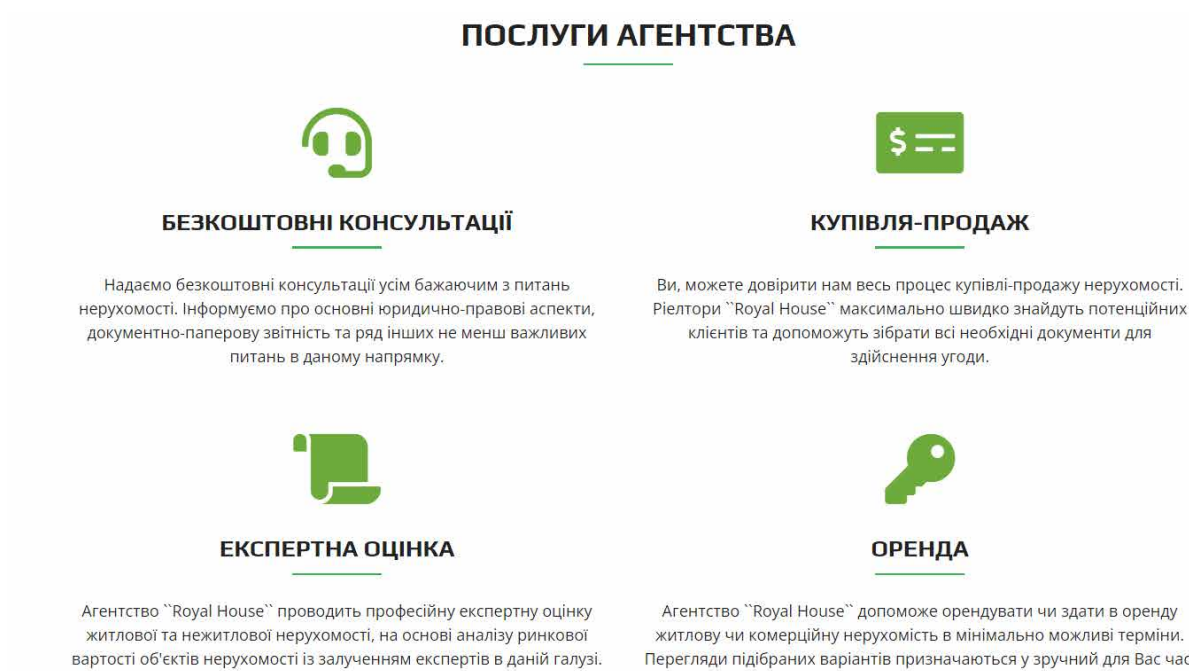 ПОСЛУГИ АГЕНТСТВА
БЕЗКОШТОВНІ КОНСУЛЬТАЦІЇ
Надаємо безкоштовні консультації усім бажаючим з питань
нерухомості. Інформуємо про основні юридично-правові аспекти,
документно-паперову звітність та ряд інших не менш важливих
питань в даному напрямку.
КУПІВЛЯ-ПРОДАЖ
Ви, можете довірити нам весь процес купівлі-продажу нерухомості.
Ріелтори ``Royal House`` максимально швидко знайдуть потенційних
клієнтів та допоможуть зібрати всі необхідні документи для
здійснення угоди.
ЕКСПЕРТНА ОЦІНКА
Агентство ``Royal House`` проводить професійну експертну оцінку
житлової та нежитлової нерухомості, на основі аналізу ринкової
вартості об'єктів нерухомості із залученням експертів в даній галузі.
ОРЕНДА
Агентство ``Royal House`` допоможе орендувати чи здати в оренду
житлову чи комерційну нерухомість в мінімально можливі терміни.
Перегляди підібраних варіантів призначаються у зручний для Вас час